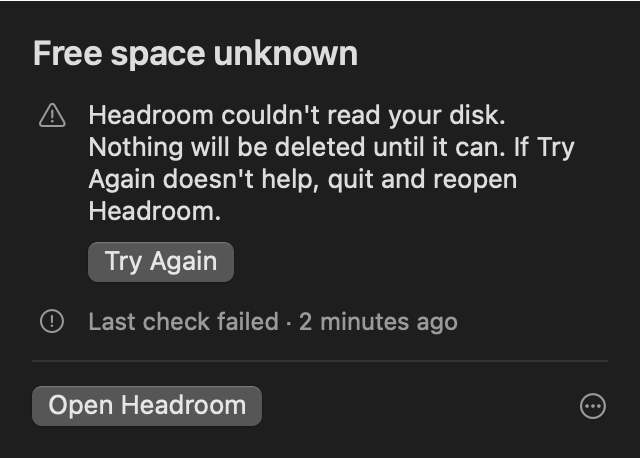 Free space unknown
Headroom couldn't read your disk.
Nothing will be deleted until it can. If Try
Again doesn't help, quit and reopen
Headroom.
Try Again
Last check failed · 2 minutes ago
Open Headroom